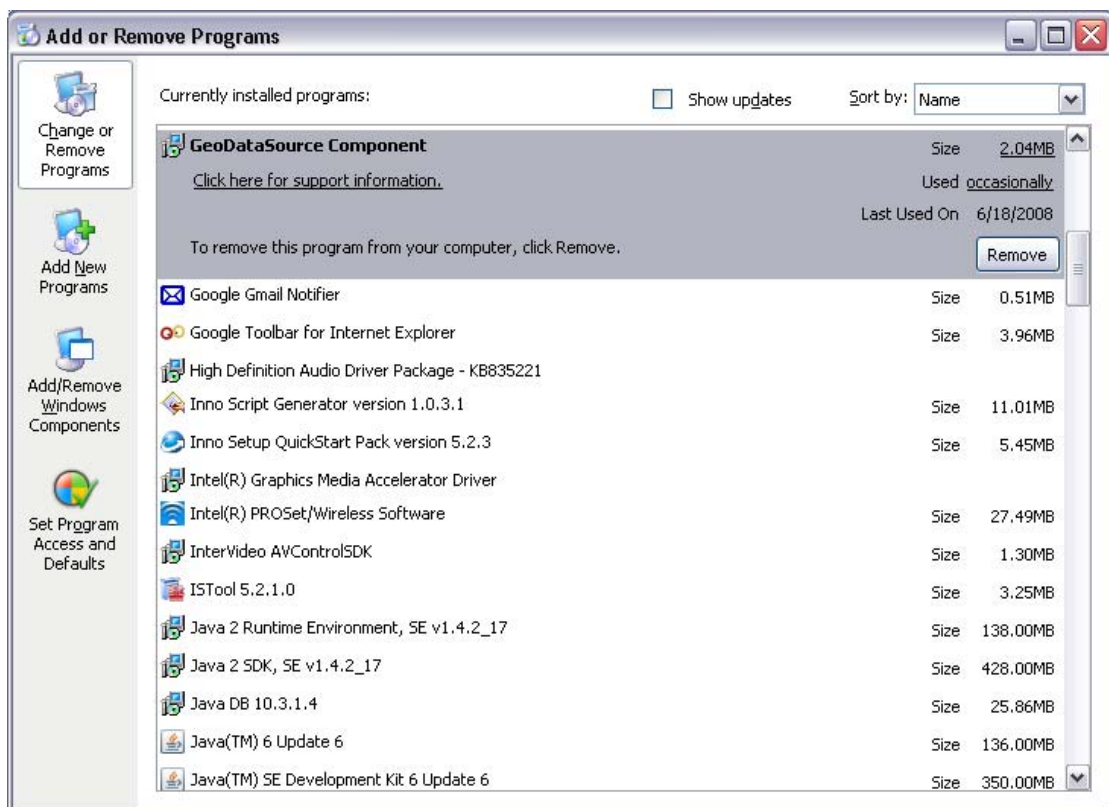 Add or Remove Programs
Change or
Remove
Programs
Add New
Programs
Add/Remove
Windows
Components
Set Program
Access and
Defaults
Currently installed programs: Show updates Sort by: Name
GeoDataSource Component Size 2.04MB
Click here for support information. Used occasionally
Last Used On 6/18/2008
To remove this program from your computer, click Remove. Remove
Google Gmail Notifier Size 0.51MB
Google Toolbar for Internet Explorer Size 3.96MB
High Definition Audio Driver Package - KB835221
Inno Script Generator version 1.0.3.1 Size 11.01MB
Inno Setup QuickStart Pack version 5.2.3 Size 5.45MB
Intel(R) Graphics Media Accelerator Driver
Intel(R) PROSet/Wireless Software Size 27.49MB
InterVideo AVControlSDK Size 1.30MB
ISTool 5.2.1.0 Size 3.25MB
Java 2 Runtime Environment, SE v1.4.2_17 Size 138.00MB
Java 2 SDK, SE v1.4.2_17 Size 428.00MB
Java DB 10.3.1.4 Size 25.86MB
Java(TM) 6 Update 6 Size 136.00MB
Java(TM) SE Development Kit 6 Update 6 Size 350.00MB